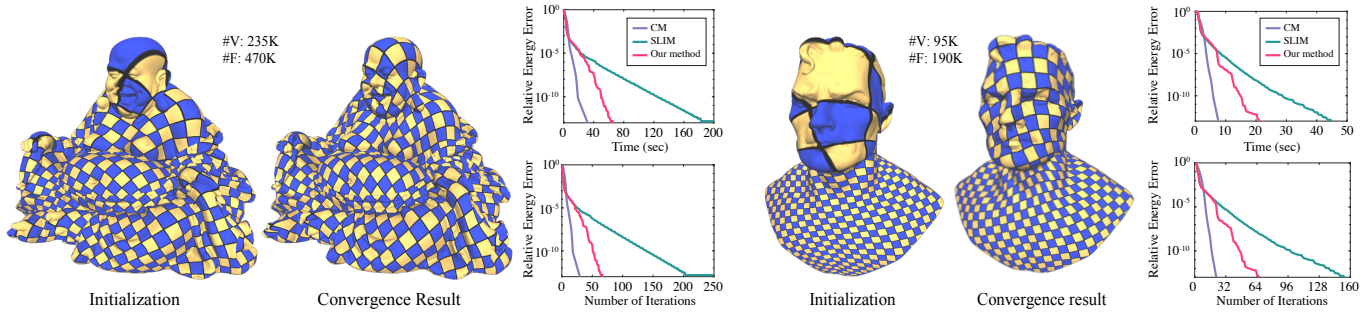 #V: 235K
#F: 470K
Initialization
Convergence Result
Relative Energy Error
10^0
10^-5
10^-10
CM
SLIM
Our method
0 40 80 120 160 200
Time (sec)
Relative Energy Error
10^0
10^-5
10^-10
0 50 100 150 200 250
Number of Iterations
#V: 95K
#F: 190K
Initialization
Convergence result
Relative Energy Error
10^0
10^-5
10^-10
CM
SLIM
Our method
0 10 20 30 40 50
Time (sec)
Relative Energy Error
10^0
10^-5
10^-10
0 32 64 96 128 160
Number of Iterations